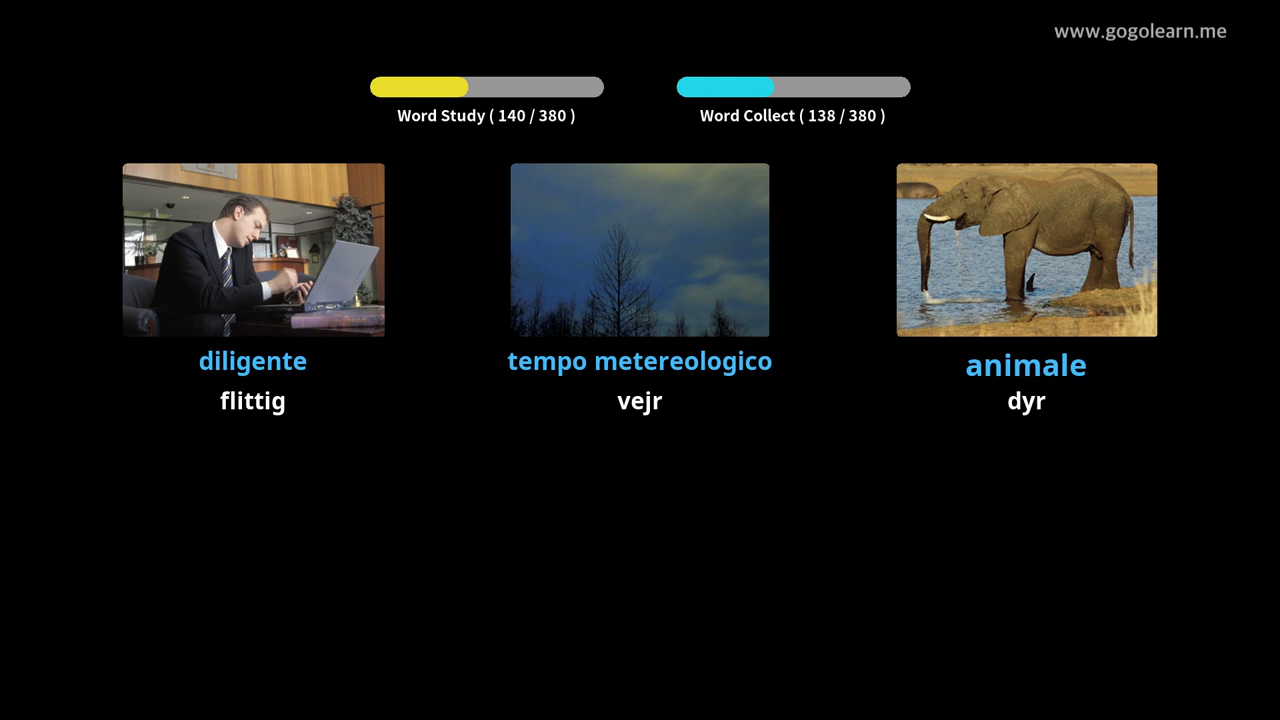 www.gogolearn.me
Word Study ( 140 / 380 )
Word Collect ( 138 / 380 )
diligente
flittig
tempo metereologico
vejr
animale
dyr